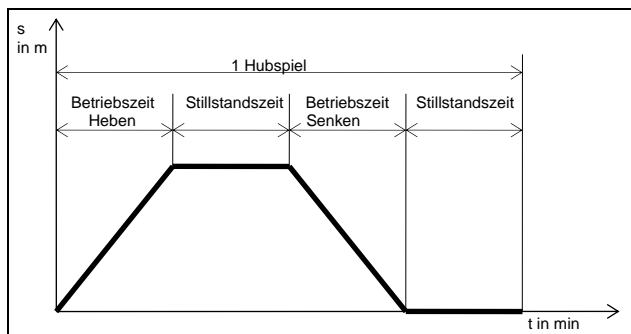 s
in m
1 Hubspiel
Betriebszeit
Heben
Stillstandszeit
Betriebszeit
Senken
Stillstandszeit
t in min